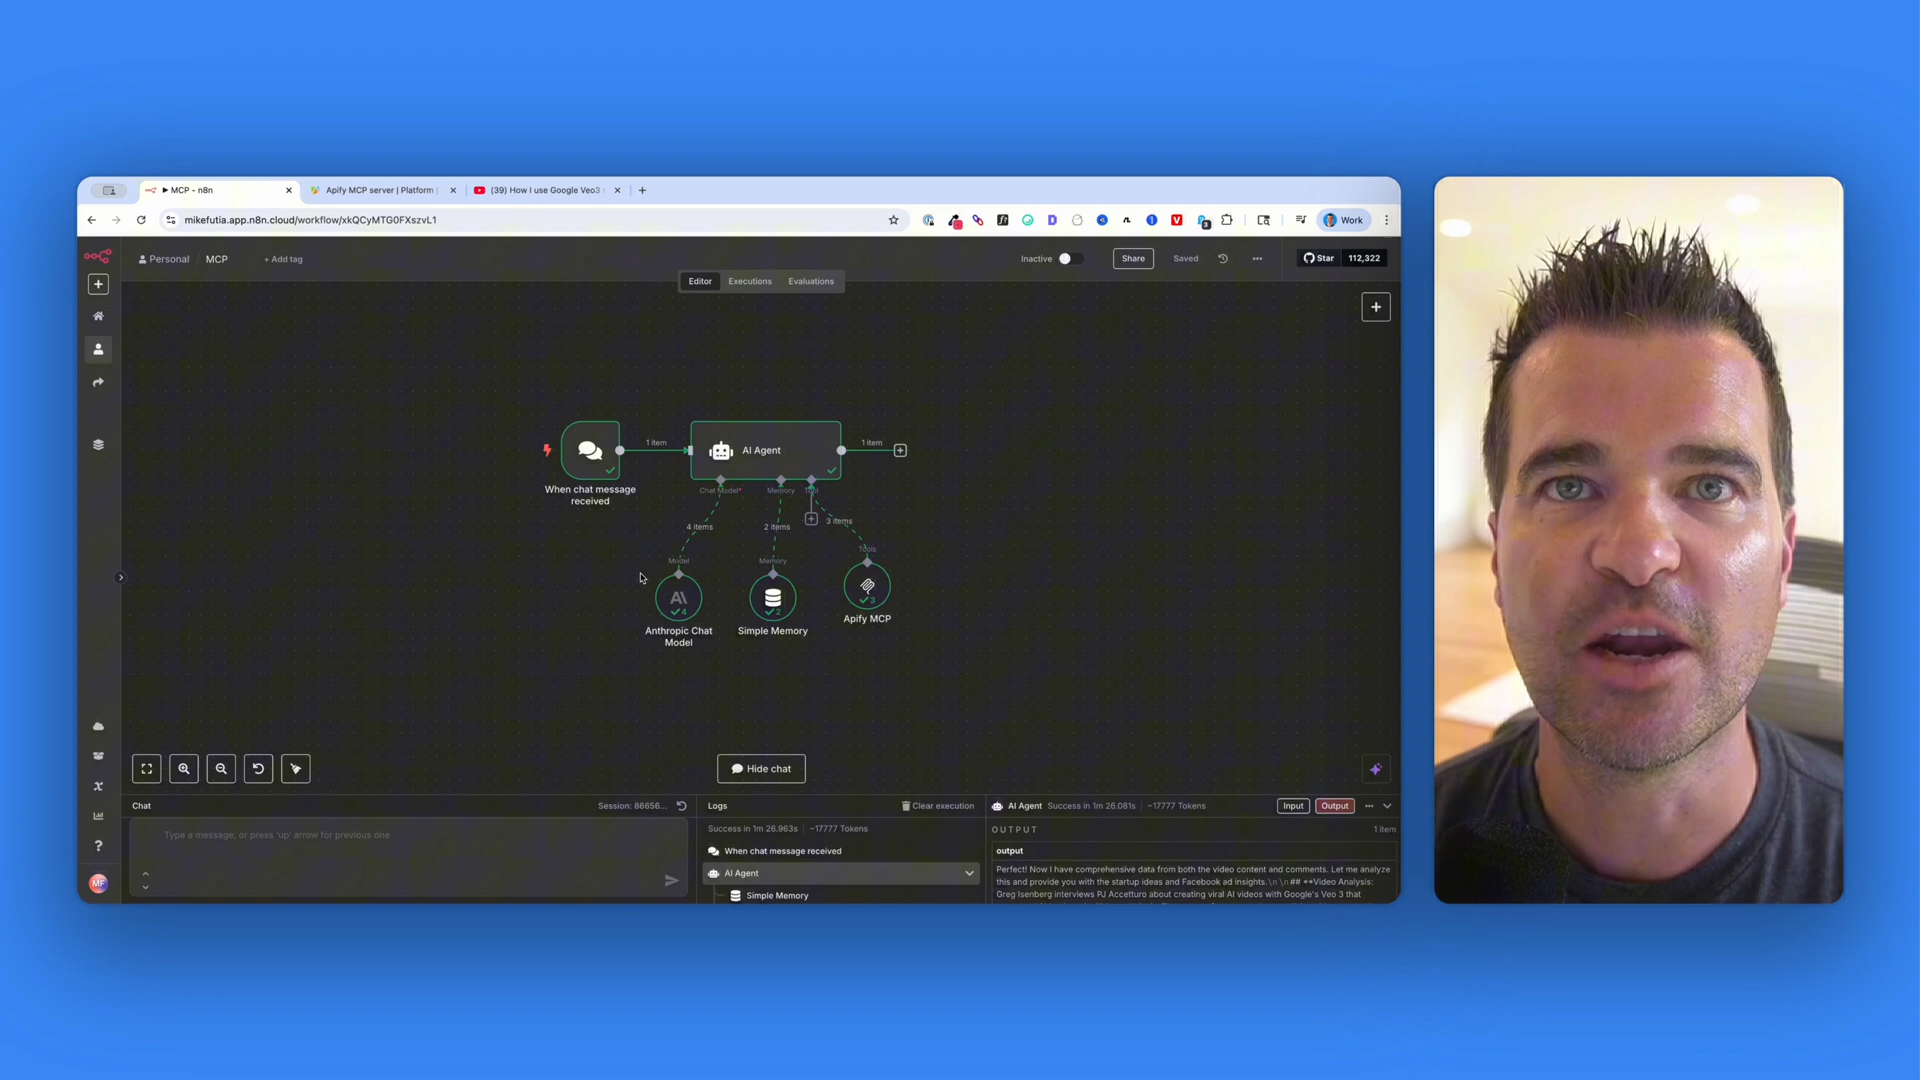 MCP - n8n
Apify MCP server | Platform |
(39) How I use Google Veo3
mikefutia.app.n8n.cloud/workflow/xkQCyMTG0FXszvL1
Work
Personal
MCP
+ Add tag
Inactive
Share
Saved
Star
112,322
Editor
Executions
Evaluations
1 item
AI Agent
1 item
When chat message
received
Chat Model*
Memory
Tool
4 items
2 items
3 items
Model
Memory
Tools
4
2
3
Anthropic Chat
Model
Simple Memory
Apify MCP
Hide chat
Chat
Session: 86656...
Type a message, or press 'up' arrow for previous one
MF
Logs
Clear execution
Success in 1m 26.963s | ~17777 Tokens
When chat message received
AI Agent
Simple Memory
AI Agent Success in 1m 26.081s | ~17777 Tokens
Input
Output
OUTPUT
1 item
output
Perfect! Now I have comprehensive data from both the video content and comments. Let me analyze
this and provide you with the startup ideas and Facebook ad insights.\n \n ## **Video Analysis:
Greg Isenberg interviews PJ Accetturo about creating viral AI videos with Google's Veo 3 that